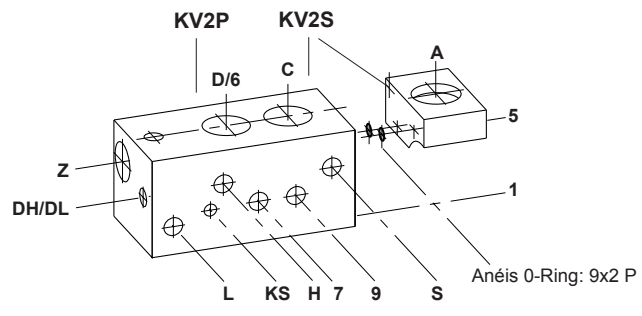 KV2P KV2S
D/6 C A
5
Z
DH/DL
1
L KS H 7 9 S
Anéis 0-Ring: 9x2 P